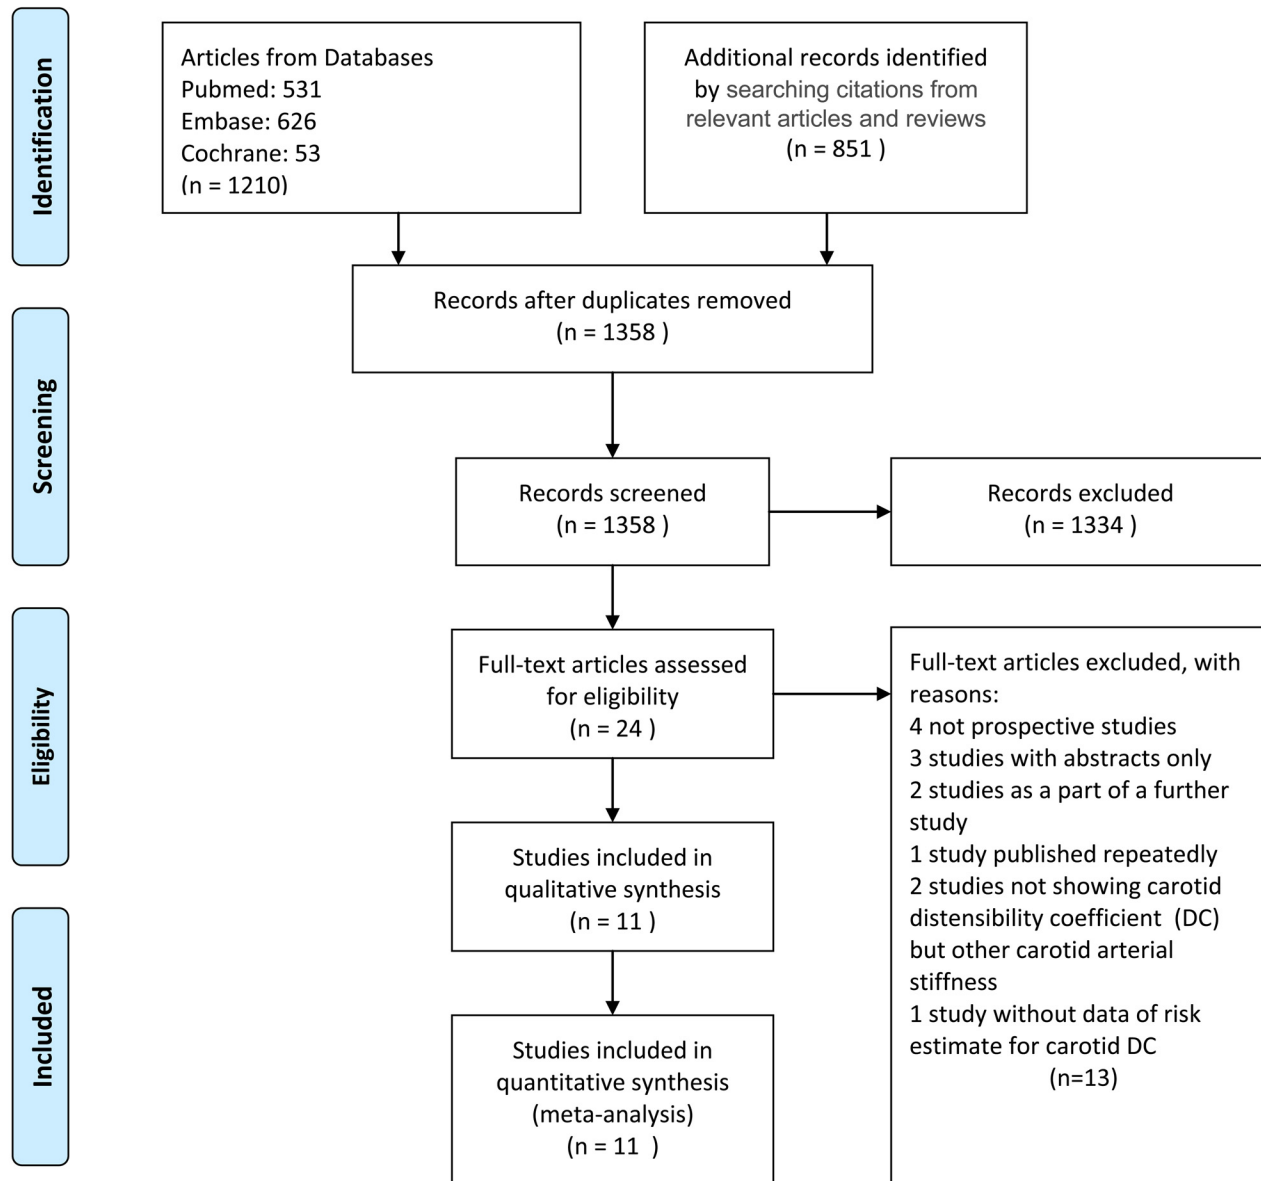 Identification
Articles from Databases
Pubmed: 531
Embase: 626
Cochrane: 53
(n = 1210)
Additional records identified
by searching citations from
relevant articles and reviews
(n = 851 )
Records after duplicates removed
(n = 1358 )
Screening
Records screened
(n = 1358 )
Records excluded
(n = 1334 )
Eligibility
Full-text articles assessed
for eligibility
(n = 24 )
Full-text articles excluded, with
reasons:
4 not prospective studies
3 studies with abstracts only
2 studies as a part of a further
study
1 study published repeatedly
2 studies not showing carotid
distensibility coefficient  (DC)
but other carotid arterial
stiffness
1 study without data of risk
estimate for carotid DC
(n=13)
Studies included in
qualitative synthesis
(n = 11 )
Included
Studies included in
quantitative synthesis
(meta-analysis)
(n = 11  )